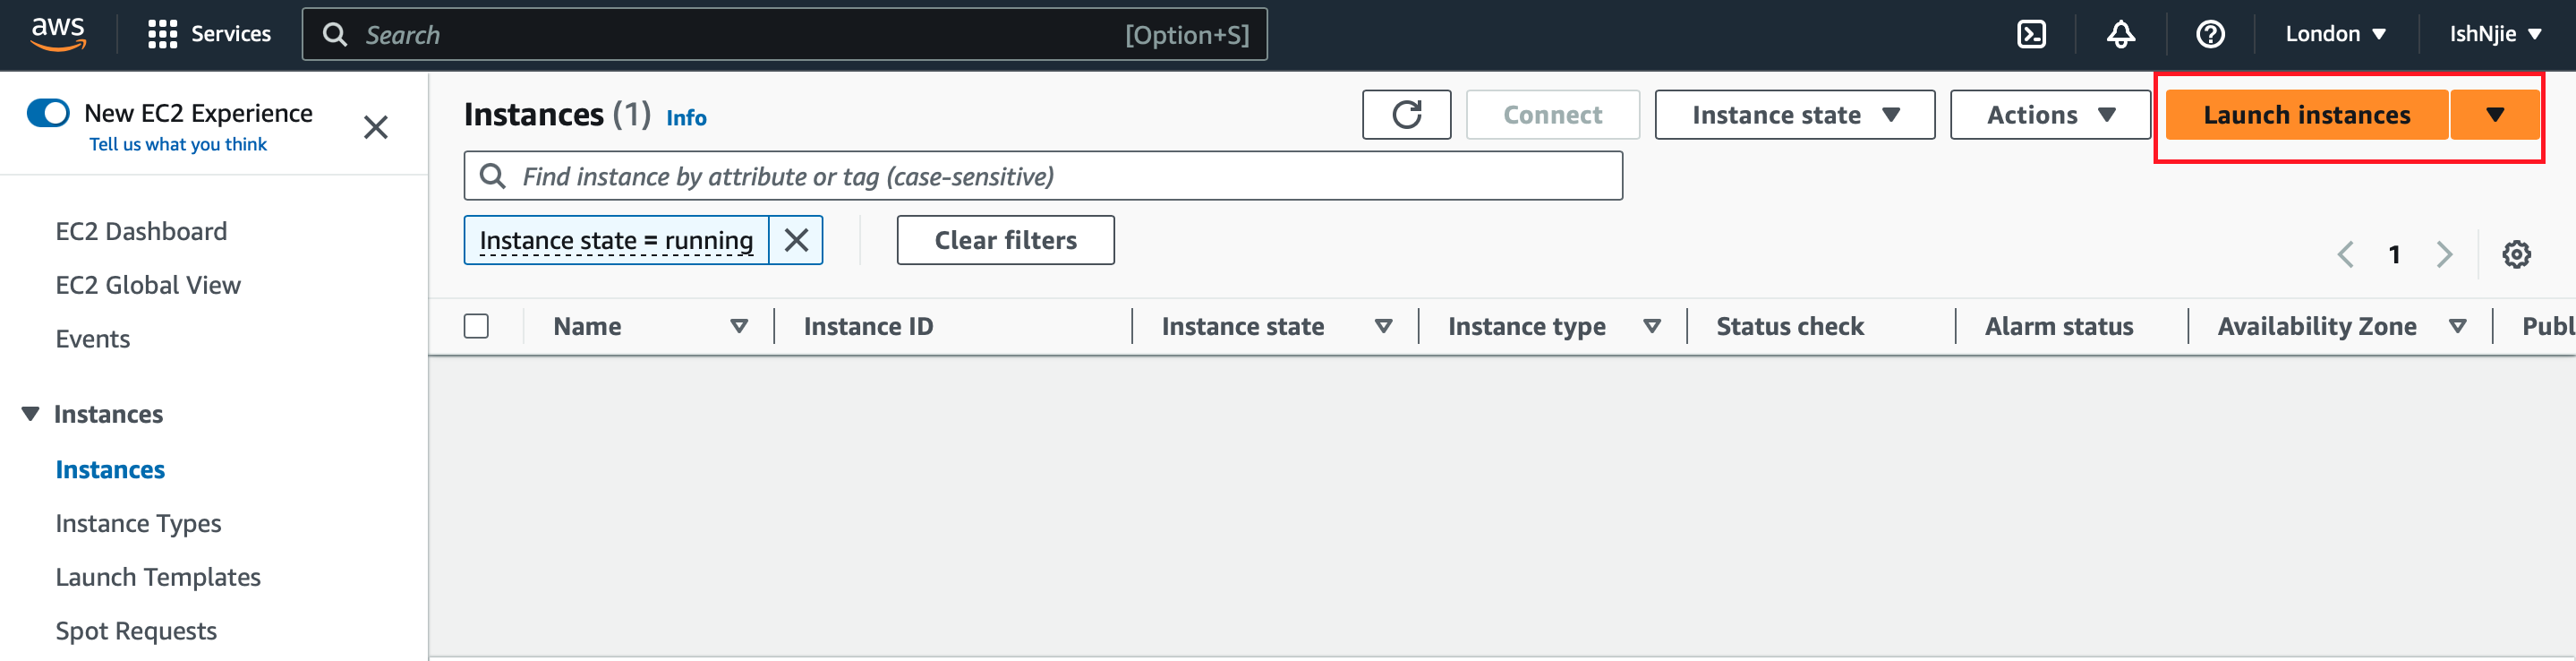 aws
Services
Search [Option+S]
London
IshNjie
New EC2 Experience
Tell us what you think
EC2 Dashboard
EC2 Global View
Events
Instances
Instances
Instance Types
Launch Templates
Spot Requests
Instances (1) Info
Connect
Instance state
Actions
Launch instances
Find instance by attribute or tag (case-sensitive)
Instance state = running
Clear filters
1
Name Instance ID Instance state Instance type Status check Alarm status Availability Zone Publ